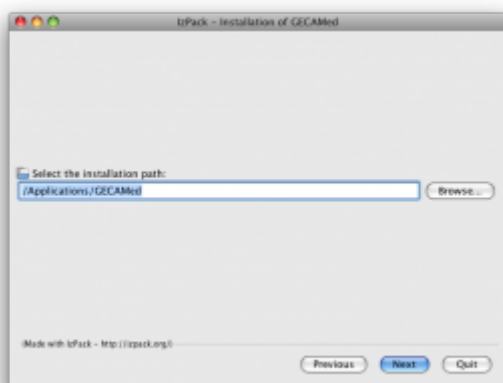 IzPack - Installation of GECAMed
Select the installation path:
/Applications/GECAMed
Browse...
(Made with IzPack - http://izpack.org/)
Previous
Next
Quit